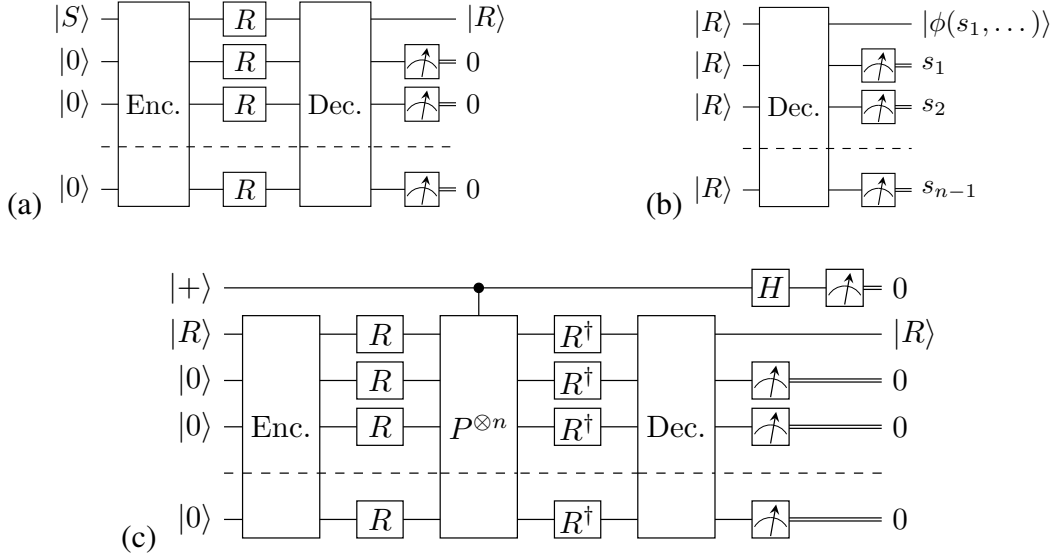 |S⟩ R |R⟩
|0⟩ R 0
|0⟩ Enc. R Dec. 0
|0⟩ R 0
(a)
|R⟩ |ϕ(s₁, . . . )⟩
|R⟩ s₁
|R⟩ Dec. s₂
|R⟩ sₙ₋₁
(b)
|+⟩ H 0
|R⟩ R R† |R⟩
|0⟩ R R† 0
|0⟩ Enc. R P^⊗n R† Dec. 0
|0⟩ R R† 0
(c)